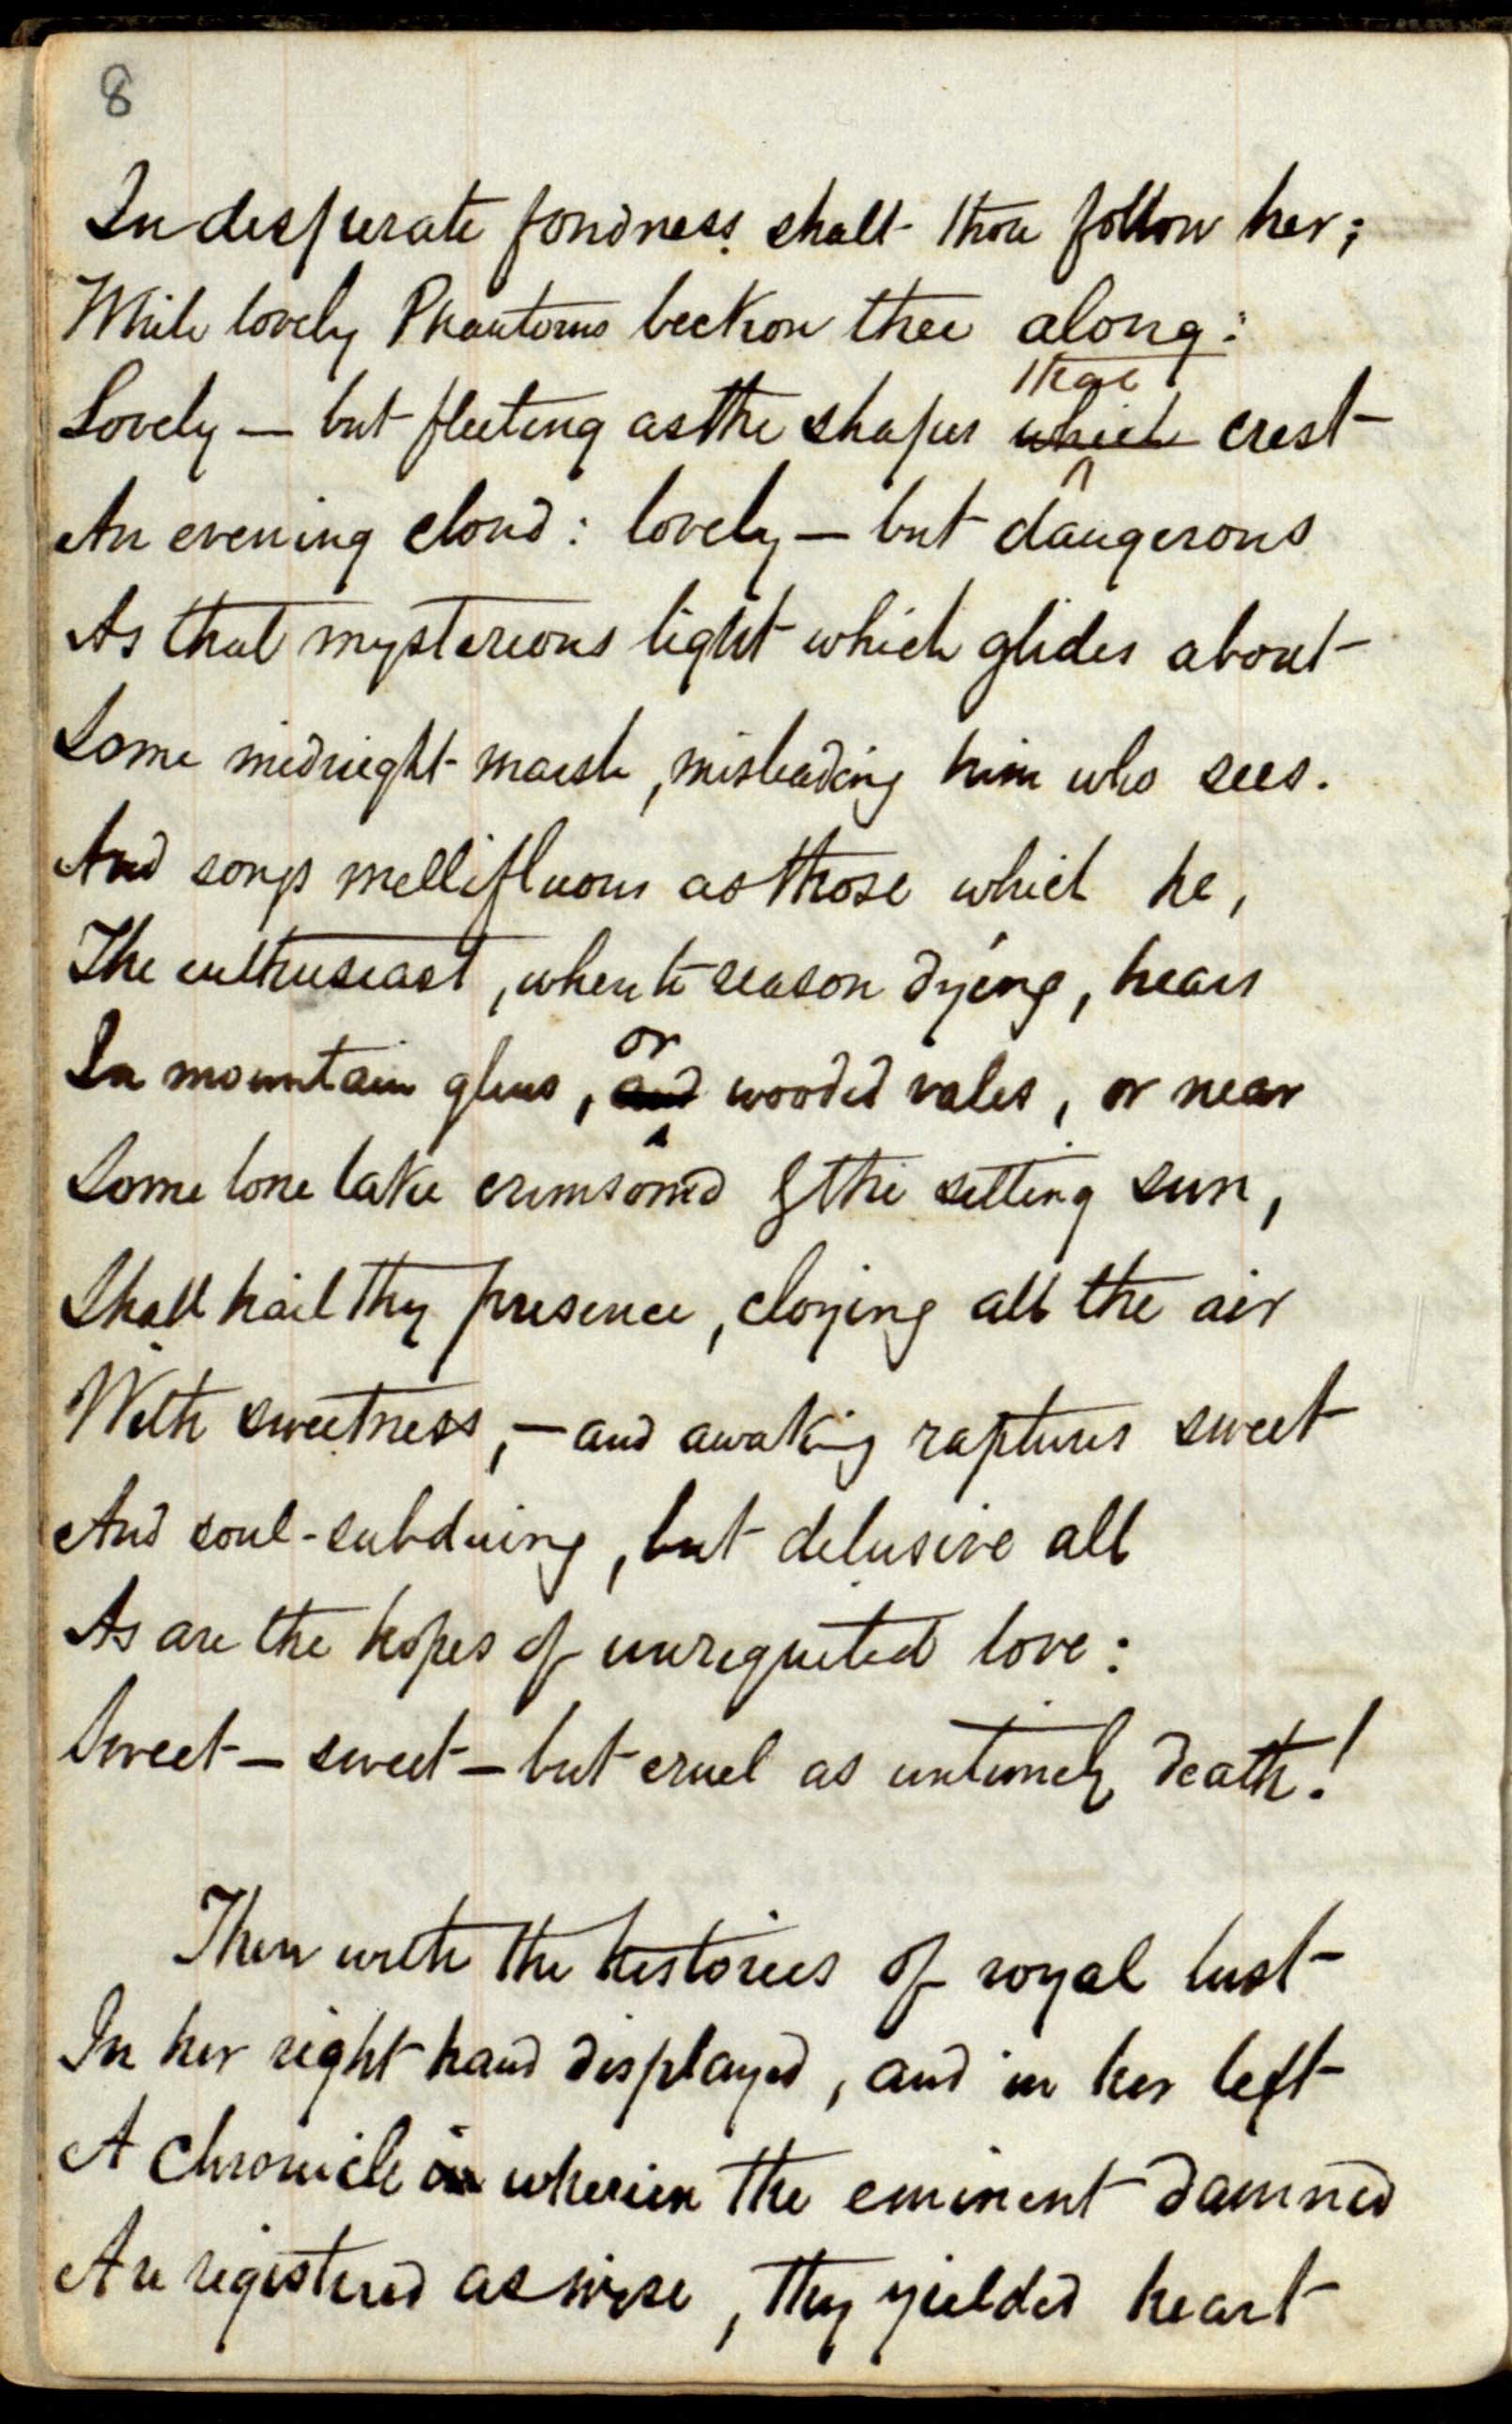 8
In desperate fondness shalt thou follow her;
While lovely Phantoms beckon thee along:
that
Lovely — but fleeting as the shapes which crest
An evening cloud: lovely — but dangerous
As that mysterious light which glides about
Some midnight marsh, misleading him who sees.
And songs mellifluous as those which he,
The enthusiast, when the season dying, hears
or
In mountain glens, and wooded vales, or near
Some lone lake crimsoned by the setting sun,
Shall hail thy presence, cloying all the air
With sweetness, — and awaking raptures sweet
And soul-subduing, but delusive all
As are the hopes of unrequited love:
Sweet — sweet — but cruel as untimely death!
Then with the histories of royal lust
In her right hand displayed, and in her left
A chronicle in wherein the eminent damned
Are registered as wise, thy yielded heart